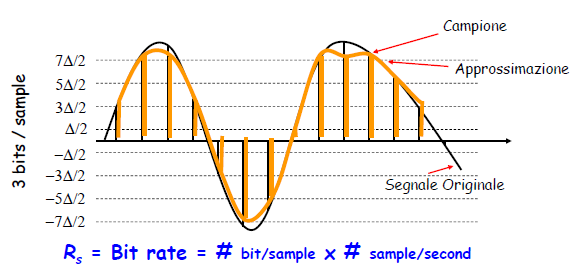 Campione
Approssimazione
7Δ/2
5Δ/2
3Δ/2
Δ/2
−Δ/2
−3Δ/2
−5Δ/2
−7Δ/2
3 bits / sample
Segnale Originale
Rs = Bit rate = # bit/sample x # sample/second